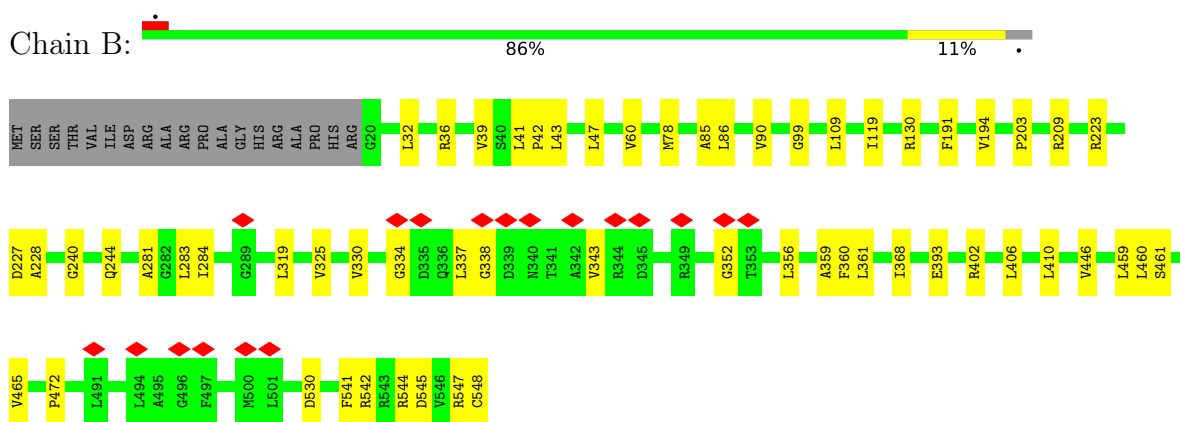 Chain B: 86% 11%
MET SER SER THR VAL ILE ASP ARG ALA ARG PRO ALA GLY HIS ARG ALA PRO HIS ARG G20 L32 R36 V39 S40 L41 P42 L43 L47 V60 M78 A85 L86 V90 G99 L109 I119 R130 F191 V194 P203 R209 R223
D227 A228 G240 Q244 A281 G282 L283 I284 G289 L319 V325 V330 G334 D335 Q336 L337 G338 D339 N340 T341 A342 V343 R344 D345 R349 G352 T353 L356 A359 F360 L361 I368 E393 R402 L406 L410 V446 L459 L460 S461
V465 P472 L491 L494 A495 G496 F497 M500 L501 D530 F541 R542 R543 R544 D545 V546 R547 C548